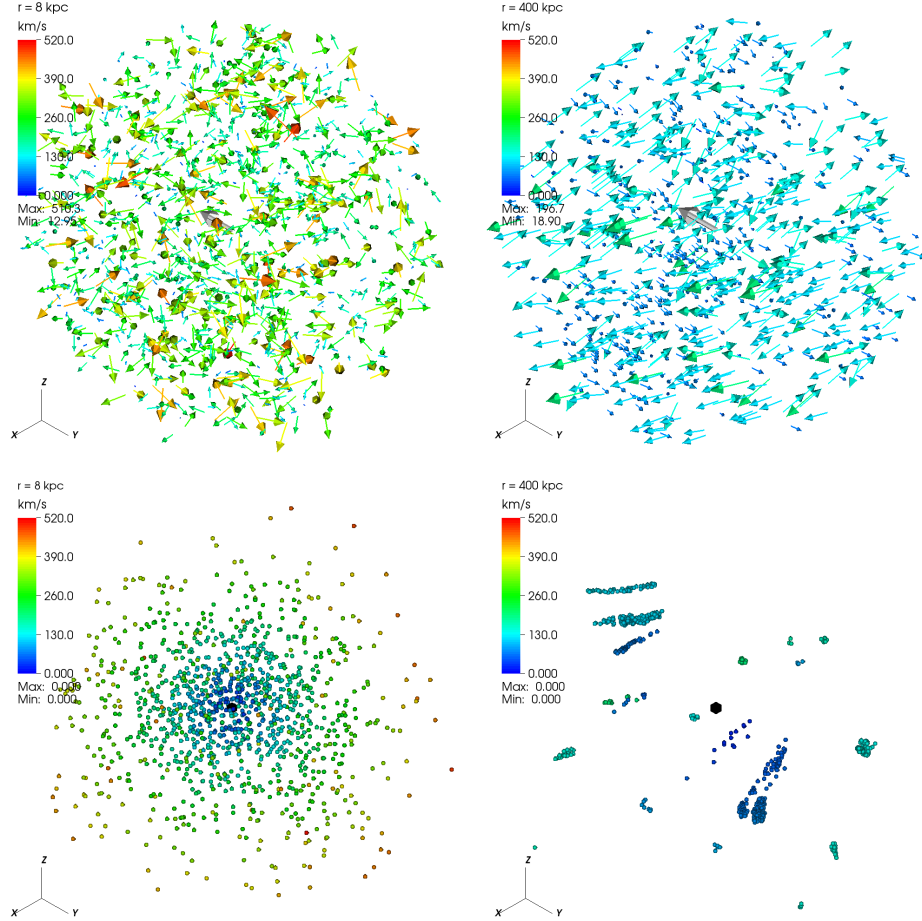 r = 8 kpc
km/s
520.0
390.0
260.0
130.0
0.000
Max: 510.3
Min: 12.95
Z
X
Y
r = 400 kpc
km/s
520.0
390.0
260.0
130.0
0.000
Max: 196.7
Min: 18.90
Z
X
Y
r = 8 kpc
km/s
520.0
390.0
260.0
130.0
0.000
Max: 0.000
Min: 0.000
Z
X
Y
r = 400 kpc
km/s
520.0
390.0
260.0
130.0
0.000
Max: 0.000
Min: 0.000
Z
X
Y